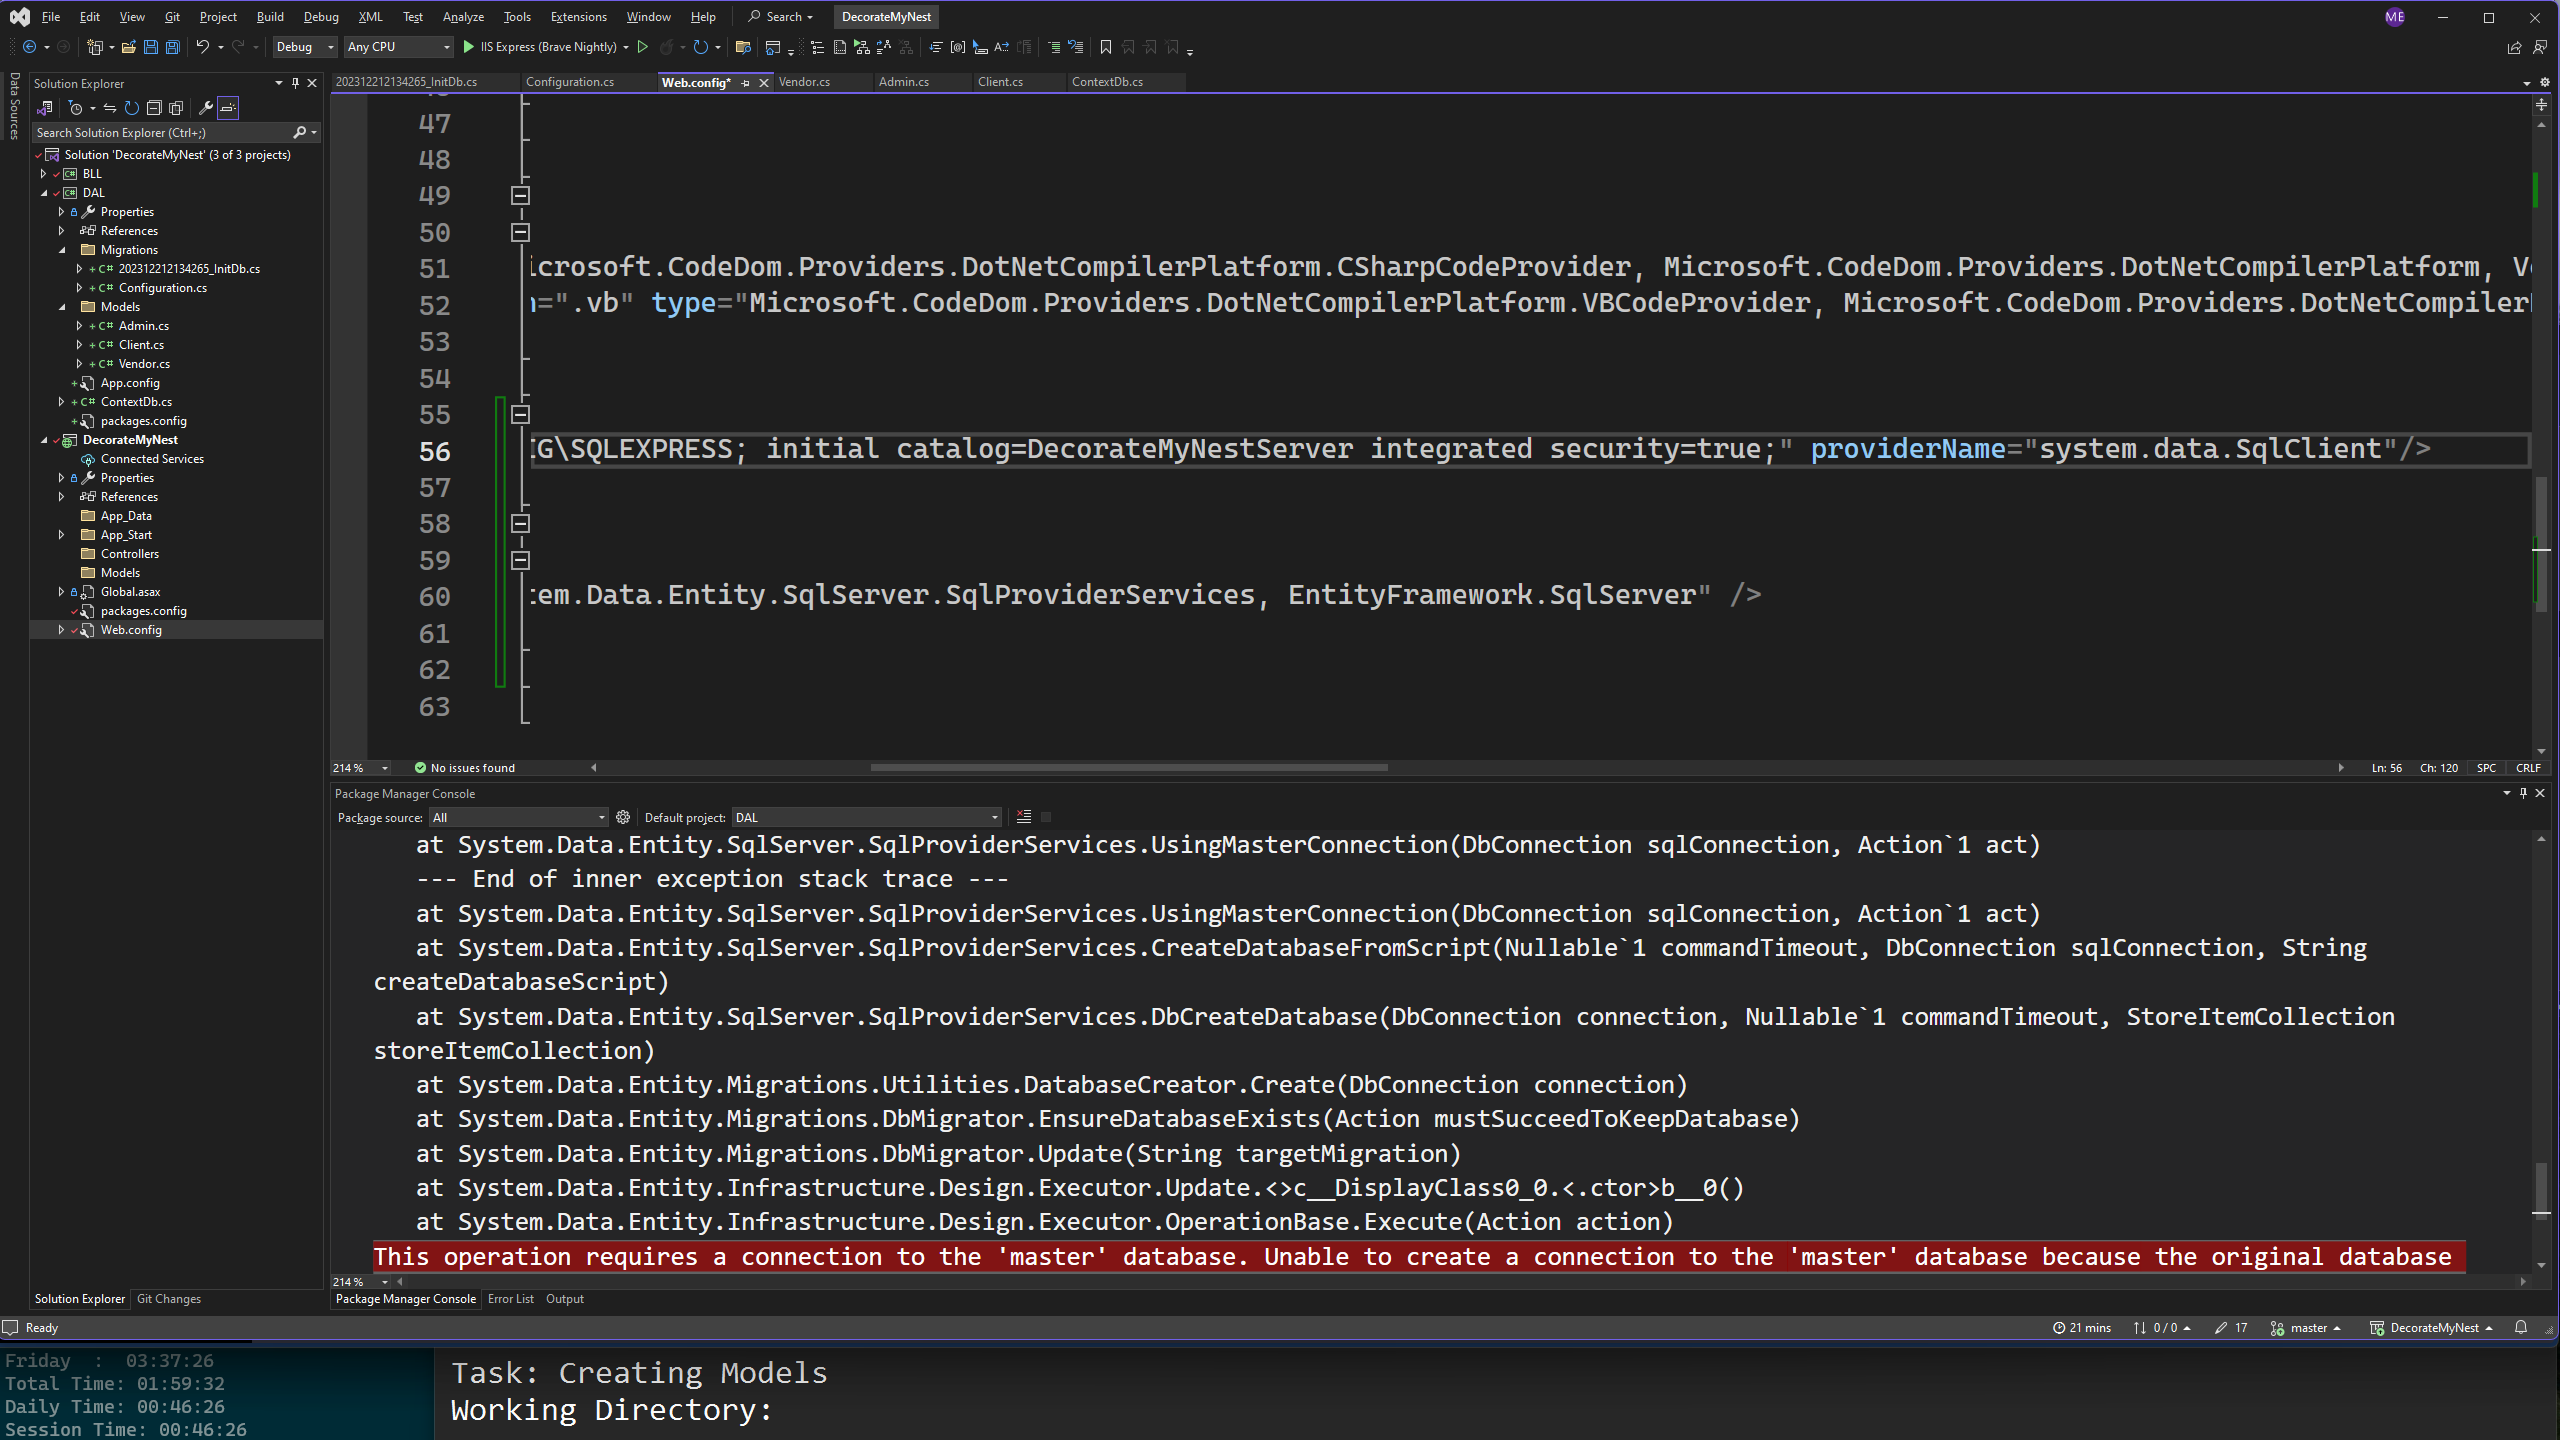 File Edit View Git Project Build Debug Test Analyze Tools Extensions Window Help Search DecorateMyNest ME
Debug Any CPU IIS Express (Brave Nightly)
Data Sources
Solution Explorer
Search Solution Explorer (Ctrl+;)
Solution 'DecorateMyNest' (3 of 3 projects)
BLL
DAL
Properties
References
Migrations
202312212134265_InitDb.cs
Configuration.cs
Models
Admin.cs
Client.cs
Vendor.cs
App.config
ContextDb.cs
packages.config
DecorateMyNest
Connected Services
Properties
References
App_Data
App_Start
Controllers
Models
Global.asax
packages.config
Web.config
Solution Explorer Git Changes
202312212134265_InitDb.cs Configuration.cs Web.config* Vendor.cs Admin.cs Client.cs ContextDb.cs
47
48
49
50
51 icrosoft.CodeDom.Providers.DotNetCompilerPlatform.CSharpCodeProvider, Microsoft.CodeDom.Providers.DotNetCompilerPlatform, Ve
52 n=".vb" type="Microsoft.CodeDom.Providers.DotNetCompilerPlatform.VBCodeProvider, Microsoft.CodeDom.Providers.DotNetCompilerP
53
54
55
56 IG\SQLEXPRESS; initial catalog=DecorateMyNestServer integrated security=true;" providerName="system.data.SqlClient"/>
57
58
59
60 tem.Data.Entity.SqlServer.SqlProviderServices, EntityFramework.SqlServer" />
61
62
63
214 % No issues found Ln: 56 Ch: 120 SPC CRLF
Package Manager Console
Package source: All Default project: DAL
at System.Data.Entity.SqlServer.SqlProviderServices.UsingMasterConnection(DbConnection sqlConnection, Action`1 act)
--- End of inner exception stack trace ---
at System.Data.Entity.SqlServer.SqlProviderServices.UsingMasterConnection(DbConnection sqlConnection, Action`1 act)
at System.Data.Entity.SqlServer.SqlProviderServices.CreateDatabaseFromScript(Nullable`1 commandTimeout, DbConnection sqlConnection, String
createDatabaseScript)
at System.Data.Entity.SqlServer.SqlProviderServices.DbCreateDatabase(DbConnection connection, Nullable`1 commandTimeout, StoreItemCollection
storeItemCollection)
at System.Data.Entity.Migrations.Utilities.DatabaseCreator.Create(DbConnection connection)
at System.Data.Entity.Migrations.DbMigrator.EnsureDatabaseExists(Action mustSucceedToKeepDatabase)
at System.Data.Entity.Migrations.DbMigrator.Update(String targetMigration)
at System.Data.Entity.Infrastructure.Design.Executor.Update.<>c__DisplayClass0_0.<.ctor>b__0()
at System.Data.Entity.Infrastructure.Design.Executor.OperationBase.Execute(Action action)
This operation requires a connection to the 'master' database. Unable to create a connection to the 'master' database because the original database
214 %
Package Manager Console Error List Output
Ready 21 mins 0 / 0 17 master DecorateMyNest
Friday : 03:37:26
Total Time: 01:59:32
Daily Time: 00:46:26
Session Time: 00:46:26
Task: Creating Models
Working Directory: